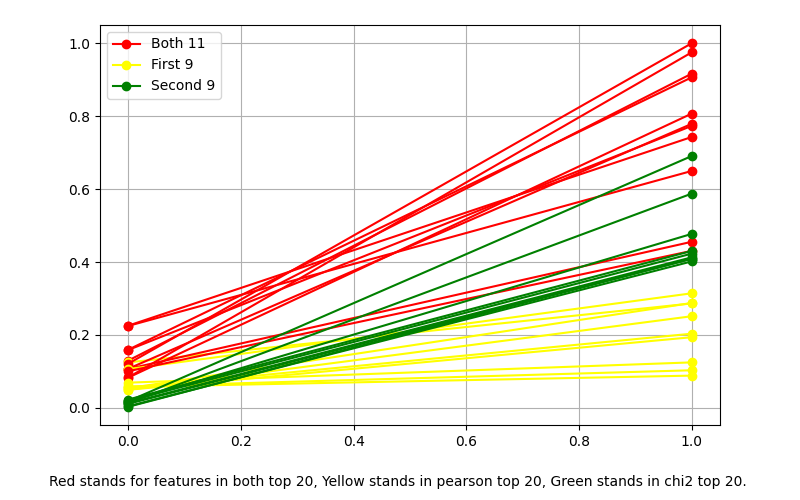 1.0
0.8
0.6
0.4
0.2
0.0
Both 11
First 9
Second 9
0.0 0.2 0.4 0.6 0.8 1.0
Red stands for features in both top 20, Yellow stands in pearson top 20, Green stands in chi2 top 20.